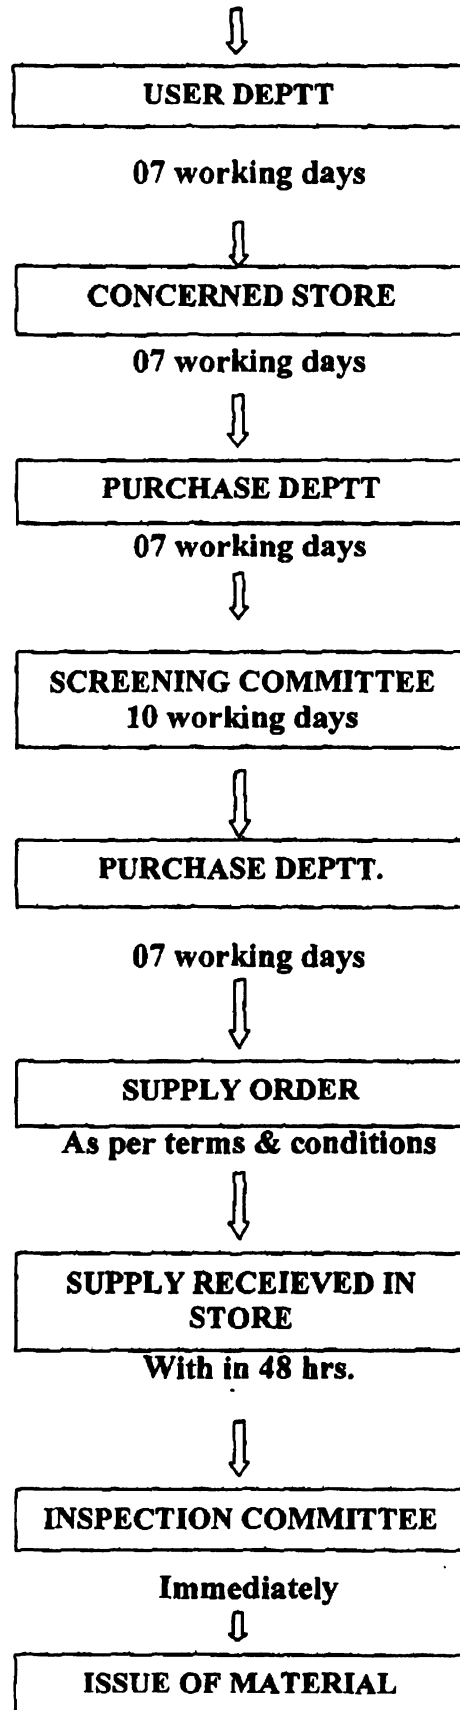 USER DEPTT
07 working days
CONCERNED STORE
07 working days
PURCHASE DEPTT
07 working days
SCREENING COMMITTEE
10 working days
PURCHASE DEPTT.
07 working days
SUPPLY ORDER
As per terms & conditions
SUPPLY RECEIEVED IN
STORE
With in 48 hrs.
INSPECTION COMMITTEE
Immediately
ISSUE OF MATERIAL